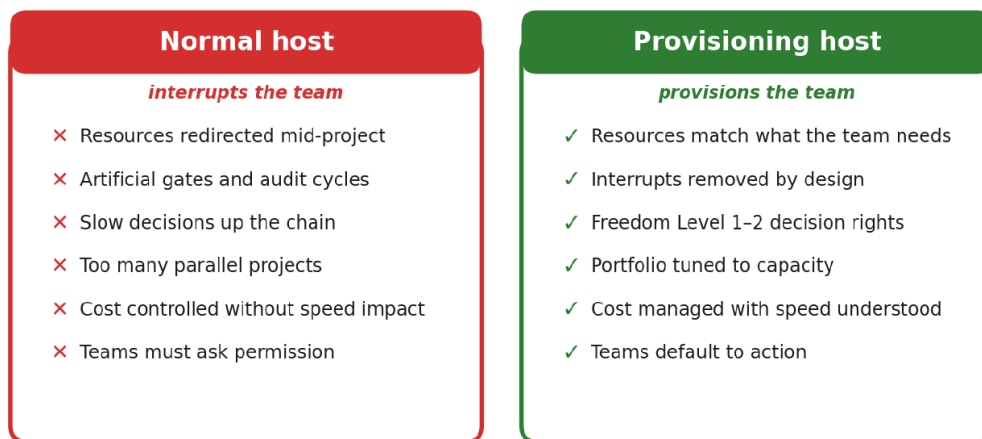 Normal host
interrupts the team
✕ Resources redirected mid-project
✕ Artificial gates and audit cycles
✕ Slow decisions up the chain
✕ Too many parallel projects
✕ Cost controlled without speed impact
✕ Teams must ask permission
Provisioning host
provisions the team
✓ Resources match what the team needs
✓ Interrupts removed by design
✓ Freedom Level 1–2 decision rights
✓ Portfolio tuned to capacity
✓ Cost managed with speed understood
✓ Teams default to action